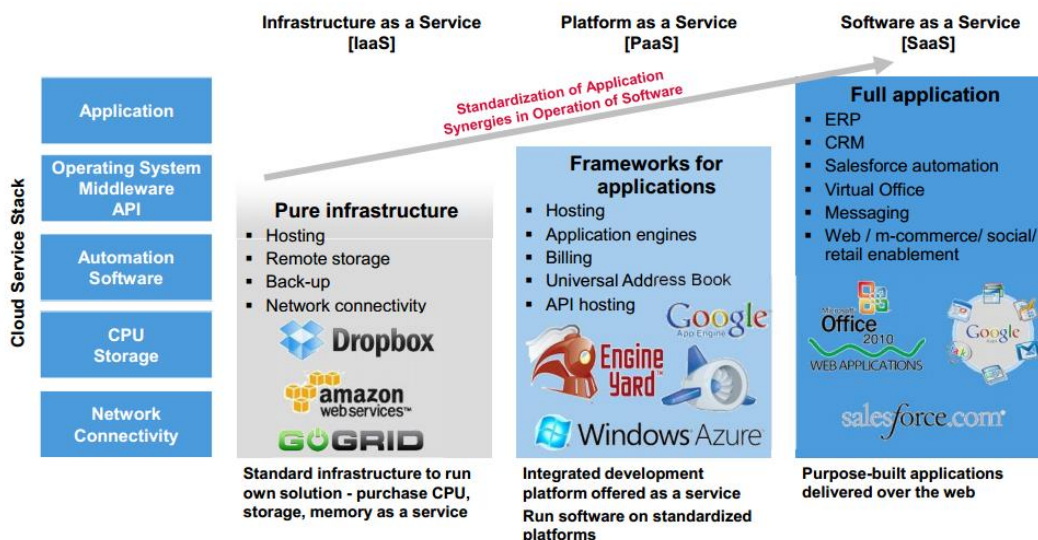 Infrastructure as a Service
[IaaS]
Platform as a Service
[PaaS]
Software as a Service
[SaaS]
Standardization of Application
Synergies in Operation of Software
Cloud Service Stack
Application
Operating System
Middleware
API
Automation
Software
CPU
Storage
Network
Connectivity
Pure infrastructure
▪ Hosting
▪ Remote storage
▪ Back-up
▪ Network connectivity
Dropbox
amazon
webservices™
GOGRID
Standard infrastructure to run
own solution - purchase CPU,
storage, memory as a service
Frameworks for
applications
▪ Hosting
▪ Application engines
▪ Billing
▪ Universal Address Book
▪ API hosting
Google
App Engine
Engine
Yard™
Windows Azure™
Integrated development
platform offered as a service
Run software on standardized
platforms
Full application
▪ ERP
▪ CRM
▪ Salesforce automation
▪ Virtual Office
▪ Messaging
▪ Web / m-commerce/ social/
retail enablement
Microsoft
Office
2010
WEB APPLICATIONS
Google
salesforce.com
Purpose-built applications
delivered over the web